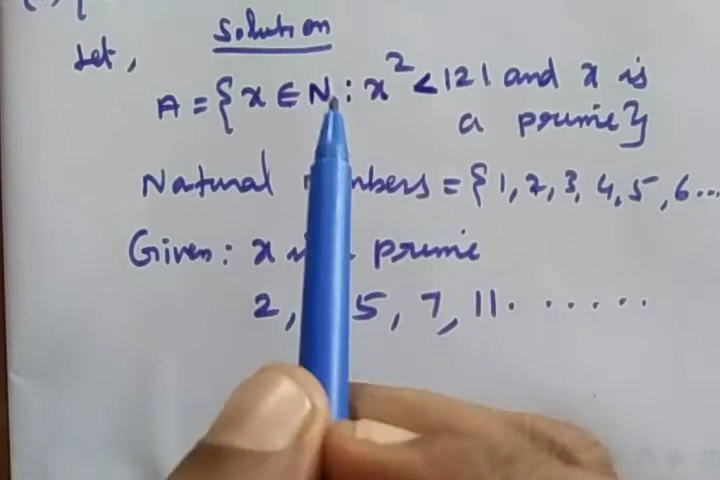 Solution
Let,
A = {x ∈ N : x² < 121 and x is
a prime}
Natural = {1, 2, 3, 4, 5, 6...
Given: x prime
2, 5, 7, 11. .....